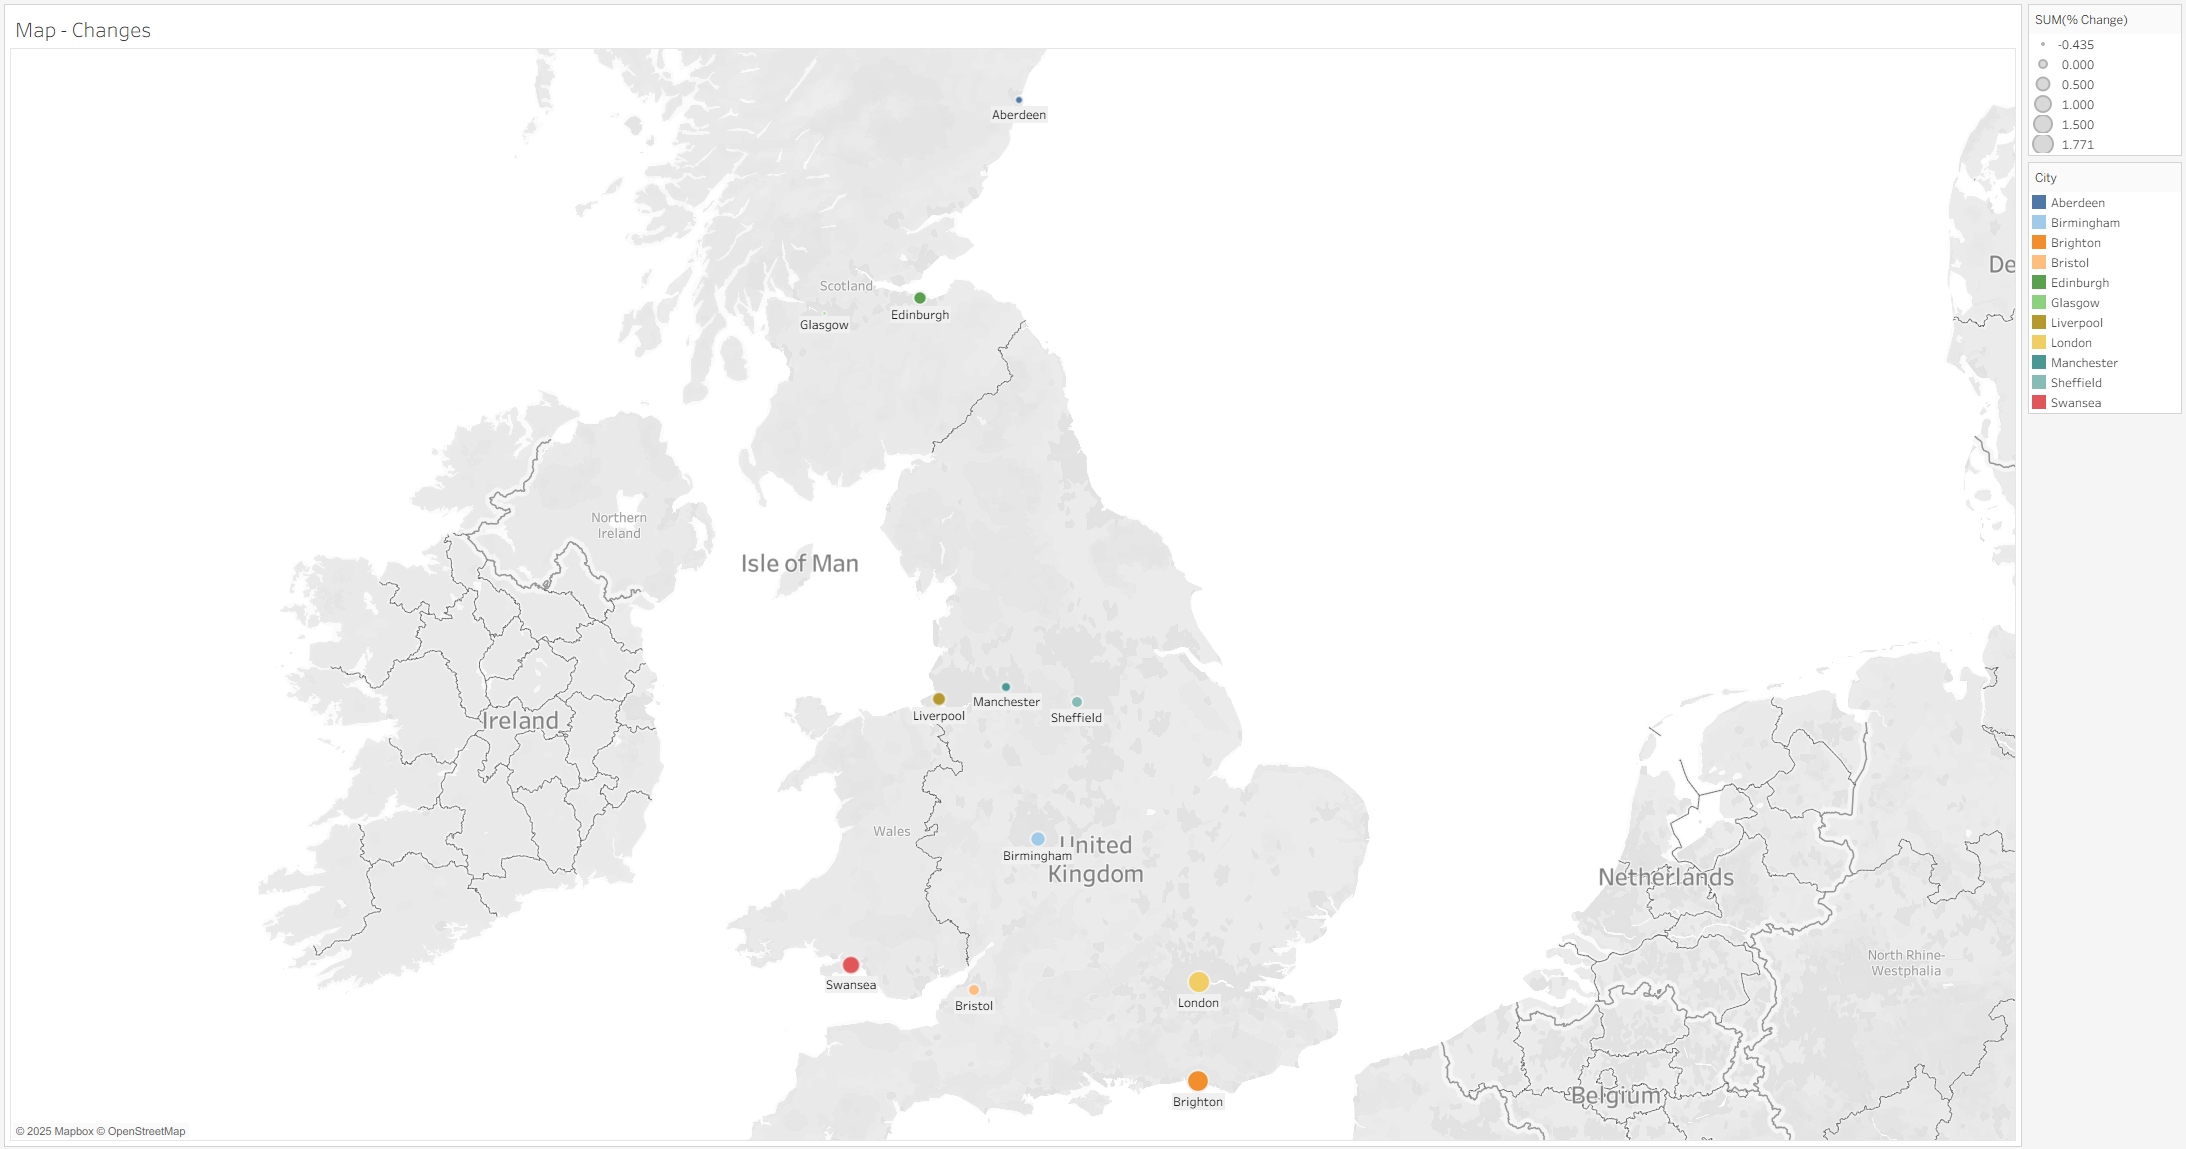 Map - Changes
Aberdeen
Scotland
Glasgow
Edinburgh
Northern
Ireland
Isle of Man
Ireland
Liverpool
Manchester
Sheffield
Wales
Birmingham
United
Kingdom
Swansea
Bristol
London
Brighton
De
Netherlands
North Rhine-
Westphalia
Belgium
© 2025 Mapbox © OpenStreetMap
SUM(% Change)
-0.435
0.000
0.500
1.000
1.500
1.771
City
Aberdeen
Birmingham
Brighton
Bristol
Edinburgh
Glasgow
Liverpool
London
Manchester
Sheffield
Swansea